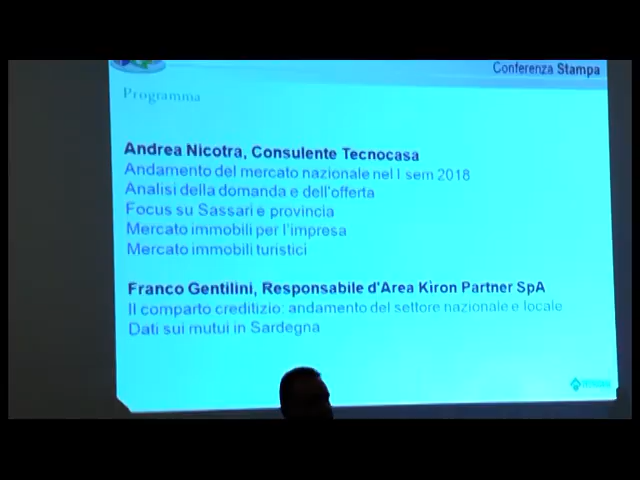 Conferenza Stampa
Programma
Andrea Nicotra, Consulente Tecnocasa
Andamento del mercato nazionale nel I sem 2018
Analisi della domanda e dell'offerta
Focus su Sassari e provincia
Mercato immobili per l'impresa
Mercato immobili turistici
Franco Gentilini, Responsabile d'Area Kìron Partner SpA
Il comparto creditizio: andamento del settore nazionale e locale
Dati sui mutui in Sardegna